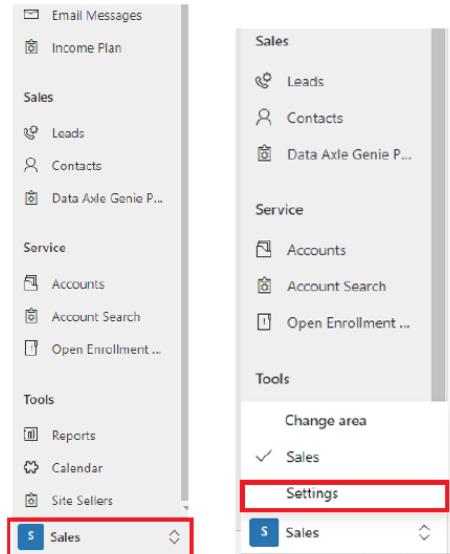 Email Messages
Income Plan
Sales
Leads
Contacts
Data Axle Genie P...
Service
Accounts
Account Search
Open Enrollment ...
Tools
Reports
Calendar
Site Sellers
S Sales
Sales
Leads
Contacts
Data Axle Genie P...
Service
Accounts
Account Search
Open Enrollment ...
Tools
Change area
Sales
Settings
S Sales